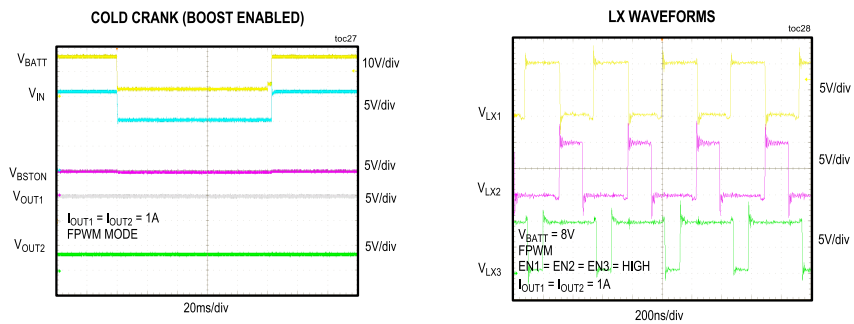 COLD CRANK (BOOST ENABLED)
toc27
VBATT
10V/div
VIN
5V/div
VBSTON
5V/div
VOUT1
5V/div
IOUT1 = IOUT2 = 1A
FPWM MODE
VOUT2
5V/div
20ms/div
LX WAVEFORMS
toc28
5V/div
VLX1
5V/div
VLX2
VBATT = 8V
5V/div
FPWM
EN1 = EN2 = EN3 = HIGH
VLX3
IOUT1 = IOUT2 = 1A
200ns/div